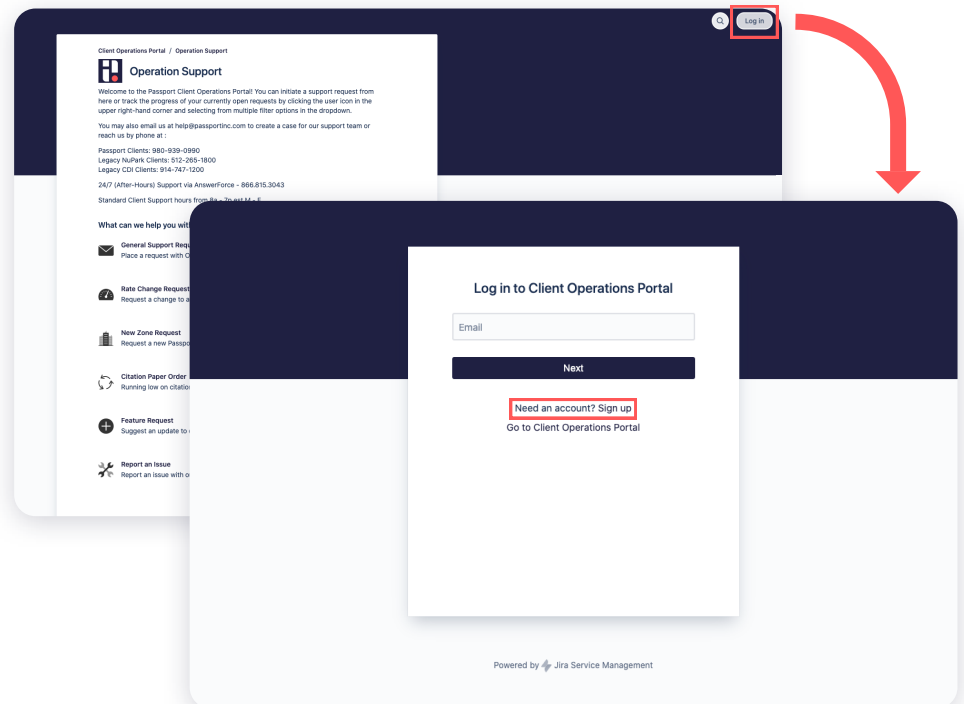 Log in
Client Operations Portal / Operation Support
Operation Support
Welcome to the Passport Client Operations Portal! You can initiate a support request from
here or track the progress of your currently open requests by clicking the user icon in the
upper right-hand corner and selecting from multiple filter options in the dropdown.
You may also email us at help@passportinc.com to create a case for our support team or
reach us by phone at :
Passport Clients: 980-939-0990
Legacy NuPark Clients: 512-265-1800
Legacy CDI Clients: 914-747-1200
24/7 (After-Hours) Support via AnswerForce - 866.815.3043
Standard Client Support hours from 8a - 7p est M - F
What can we help you wit
General Support Requ
Place a request with O
Rate Change Request
Request a change to a
New Zone Request
Request a new Passpo
Citation Paper Order
Running low on citatio
Feature Request
Suggest an update to
Report an Issue
Report an issue with o
Log in to Client Operations Portal
Email
Next
Need an account? Sign up
Go to Client Operations Portal
Powered by Jira Service Management